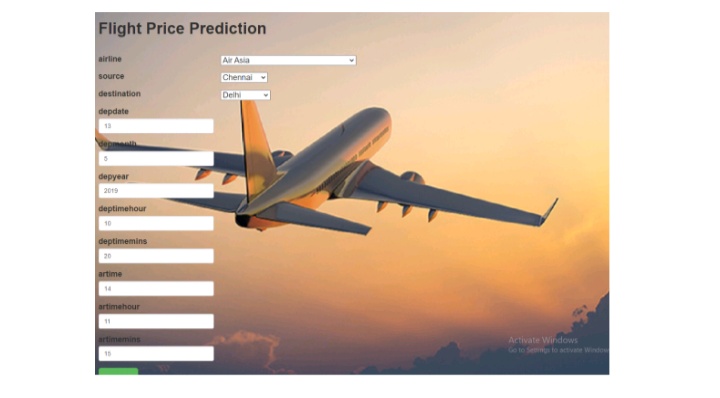 Flight Price Prediction
airline
Air Asia
source
Chennai
destination
Delhi
depdate
13
depmonth
5
depyear
2019
deptimehour
10
deptimemins
20
artime
14
artimehour
11
artimemins
15
Activate Windows
Go to Settings to activate Windows